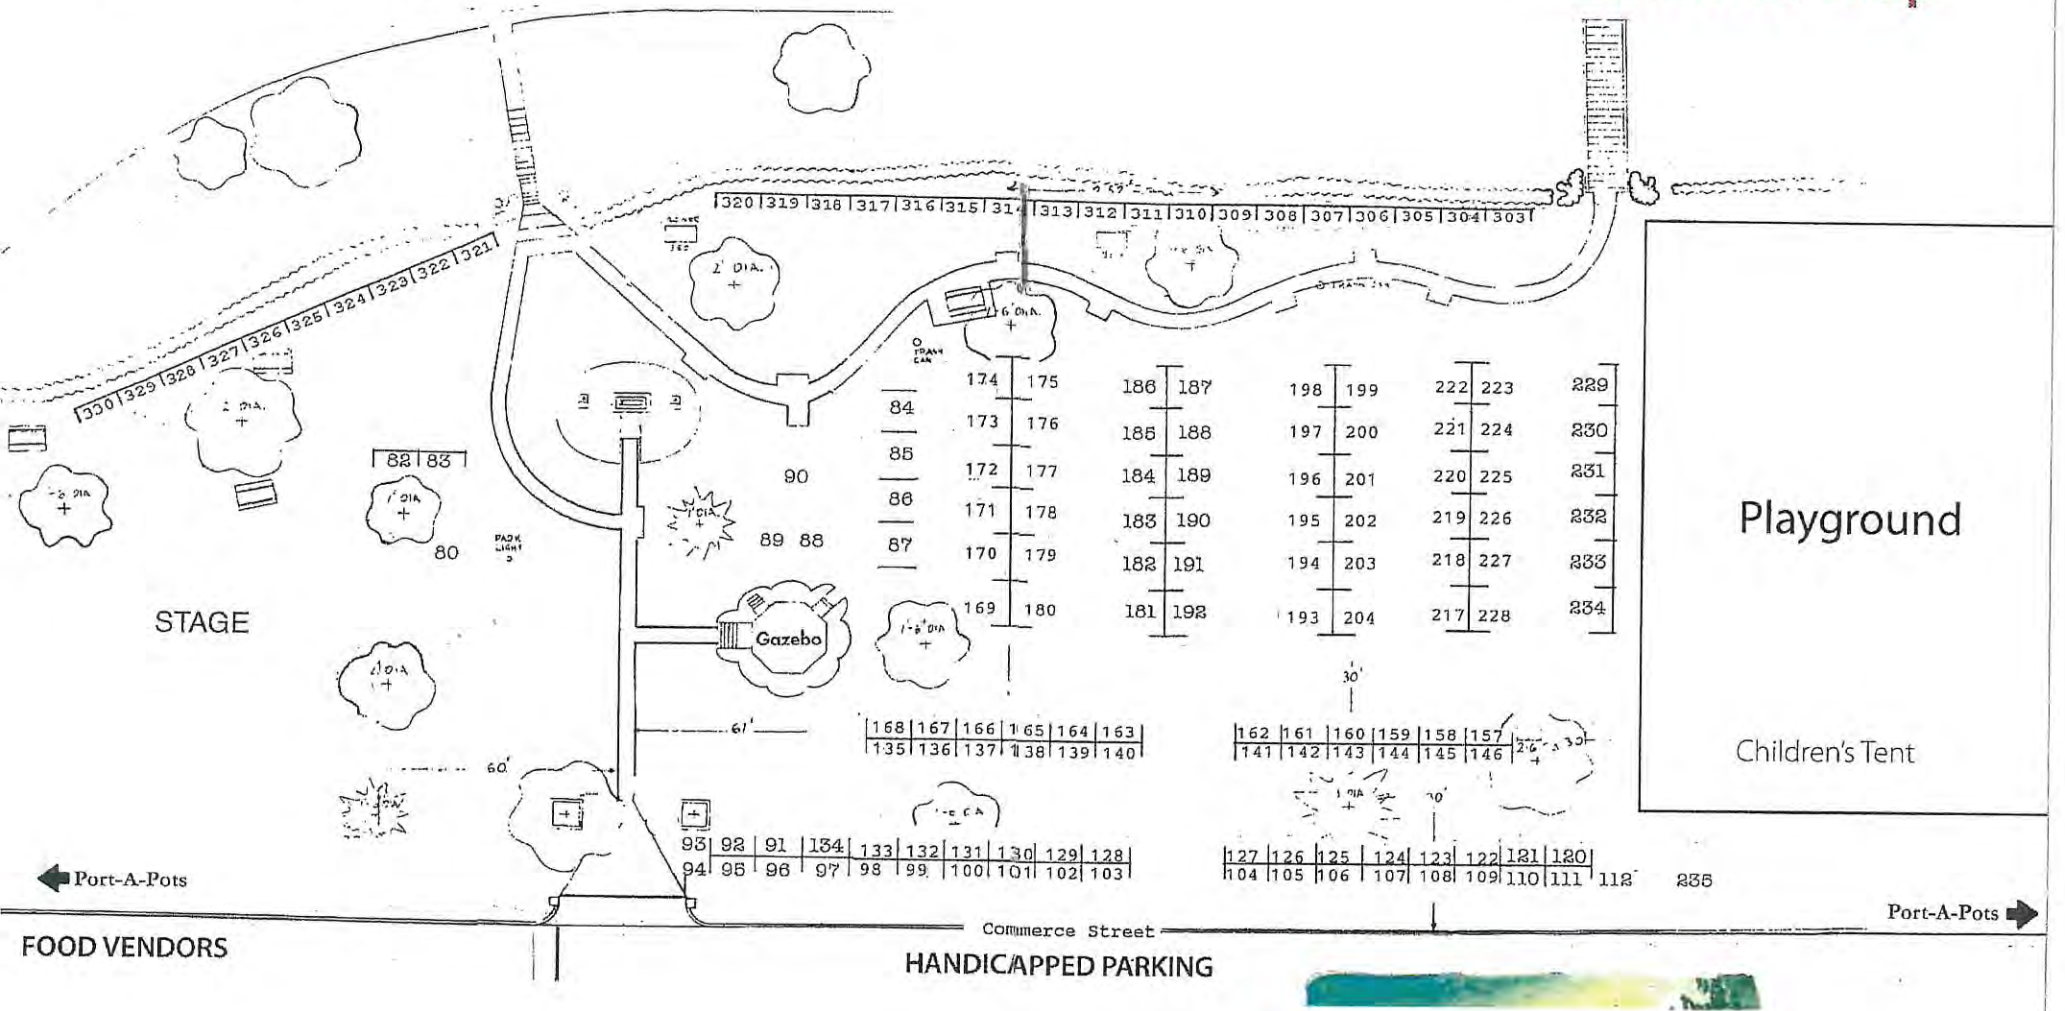 320 319 318 317 316 315 314 313 312 311 310 309 308 307 306 305 304 303
330 329 328 327 326 325 324 323 322 321
2' DIA.
TRASH CAN
174 175
173 176
172 177
171 178
170 179
169 180
186 187
185 188
184 189
183 190
182 191
181 192
198 199
197 200
196 201
195 202
194 203
193 204
222 223
221 224
220 225
219 226
218 227
217 228
229
230
231
232
233
234
84
85
86
87
82 83
1' DIA
90
89 88
80
PARK
LIGHT
STAGE
Gazebo
1'-6" DIA
Playground
Children's Tent
30'
61'
60'
168 167 166 165 164 163
135 136 137 138 139 140
162 161 160 159 158 157
141 142 143 144 145 146
30'
93 92 91 134 133 132 131 130 129 128
94 95 96 97 98 99 100 101 102 103
127 126 125 124 123 122 121 120
104 105 106 107 108 109 110 111 112 235
Port-A-Pots
Port-A-Pots
Commerce Street
FOOD VENDORS
HANDICAPPED PARKING